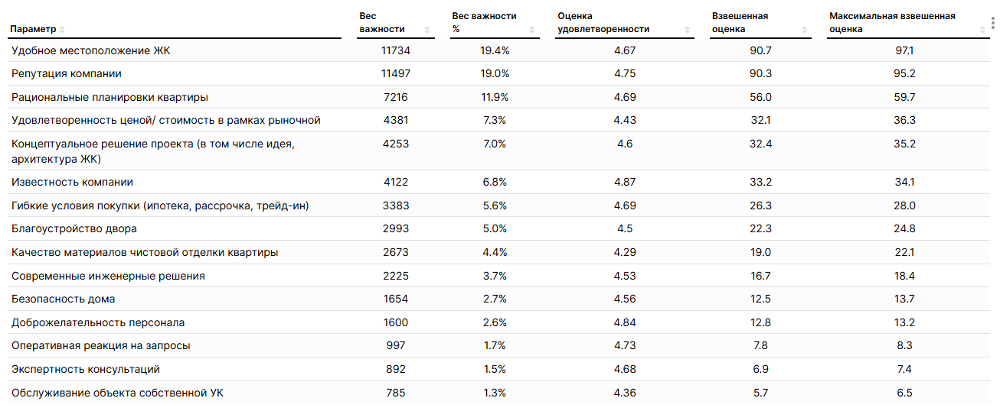 Параметр Вес важности Вес важности % Оценка удовлетворенности Взвешенная оценка Максимальная взвешенная оценка
Удобное местоположение ЖК 11734 19.4% 4.67 90.7 97.1
Репутация компании 11497 19.0% 4.75 90.3 95.2
Рациональные планировки квартиры 7216 11.9% 4.69 56.0 59.7
Удовлетворенность ценой/ стоимость в рамках рыночной 4381 7.3% 4.43 32.1 36.3
Концептуальное решение проекта (в том числе идея, 4253 7.0% 4.6 32.4 35.2
архитектура ЖК)
Известность компании 4122 6.8% 4.87 33.2 34.1
Гибкие условия покупки (ипотека, рассрочка, трейд-ин) 3383 5.6% 4.69 26.3 28.0
Благоустройство двора 2993 5.0% 4.5 22.3 24.8
Качество материалов чистовой отделки квартиры 2673 4.4% 4.29 19.0 22.1
Современные инженерные решения 2225 3.7% 4.53 16.7 18.4
Безопасность дома 1654 2.7% 4.56 12.5 13.7
Доброжелательность персонала 1600 2.6% 4.84 12.8 13.2
Оперативная реакция на запросы 997 1.7% 4.73 7.8 8.3
Экспертность консультаций 892 1.5% 4.68 6.9 7.4
Обслуживание объекта собственной УК 785 1.3% 4.36 5.7 6.5